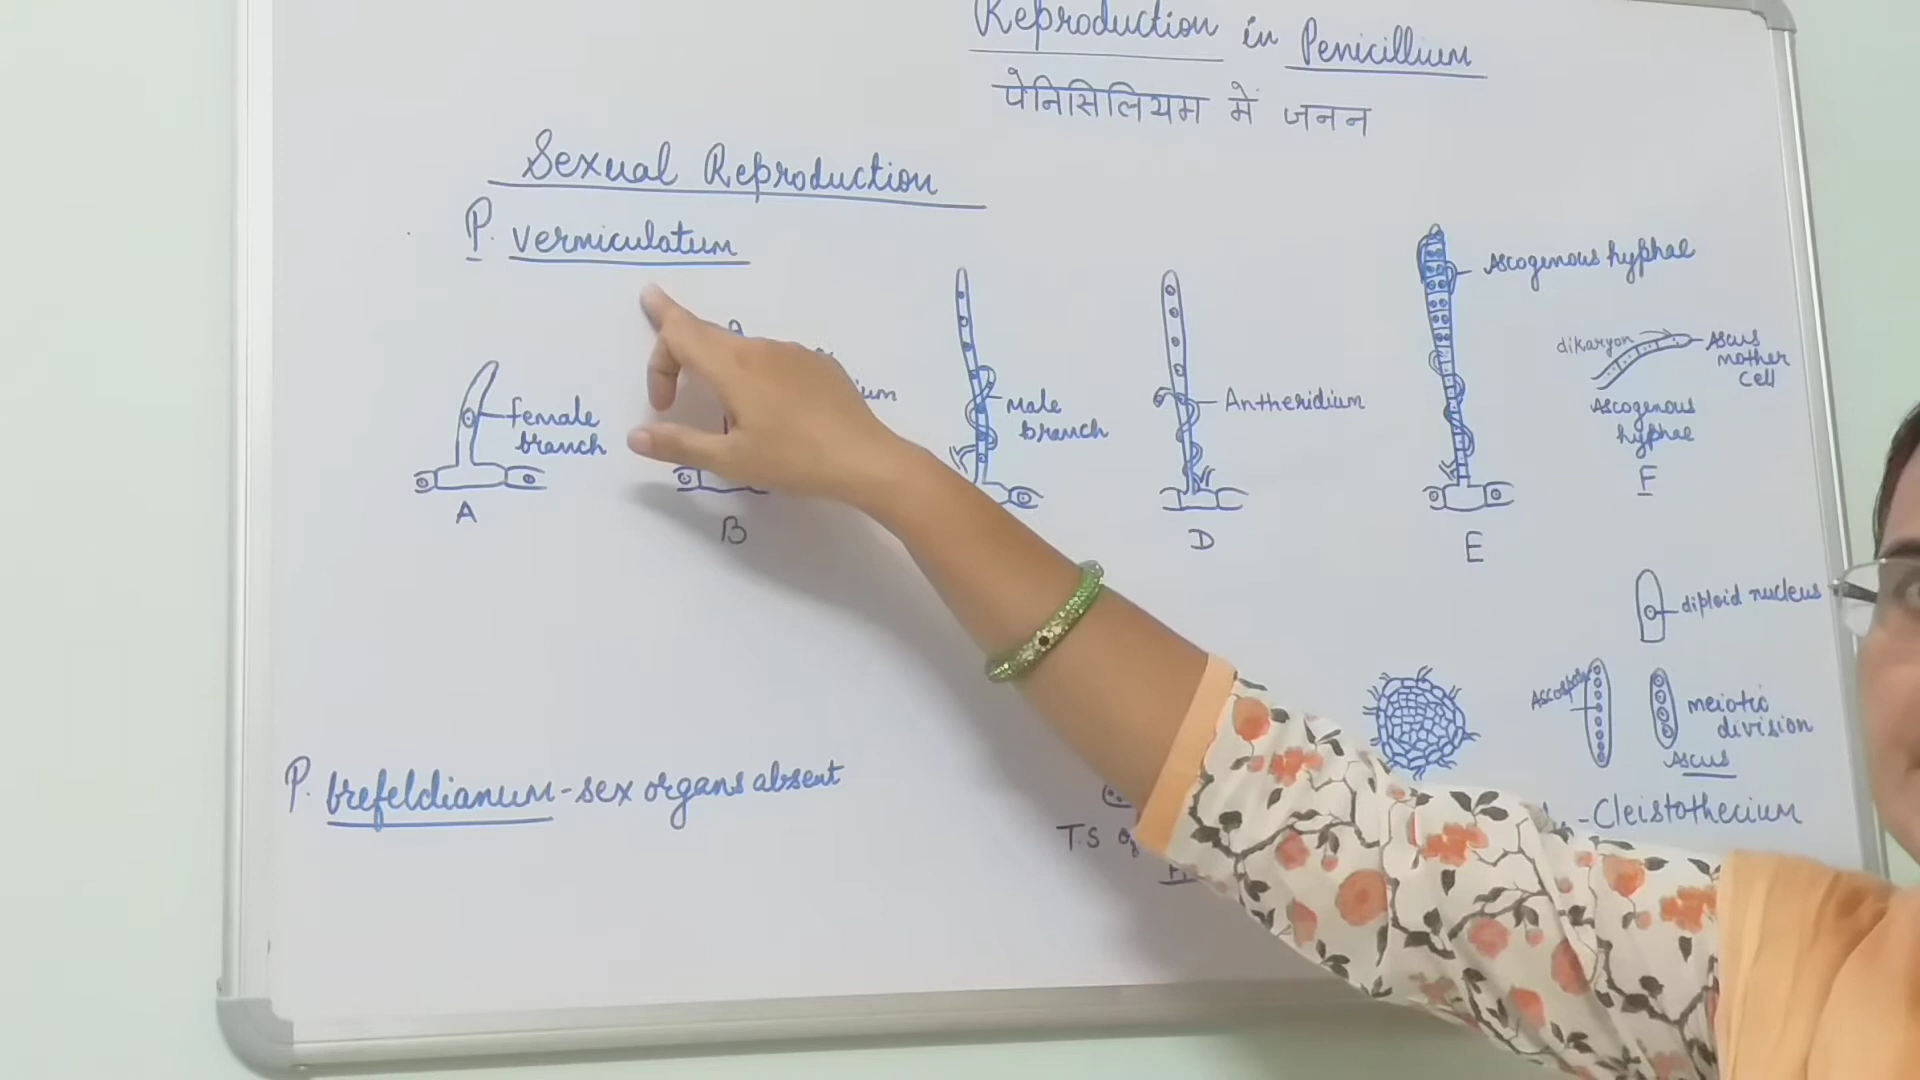 Reproduction in Penicillium
पेनिसिलियम में जनन
Sexual Reproduction
P. vermiculatum
female
branch
A
B
Male
branch
Antheridium
D
Ascogenous hyphae
E
dikaryon
Ascus
mother
cell
Ascogenous
hyphae
F
diploid nucleus
meiotic
division
Ascus
- Cleistothecium
P. brefeldianum - sex organs absent
T.S of